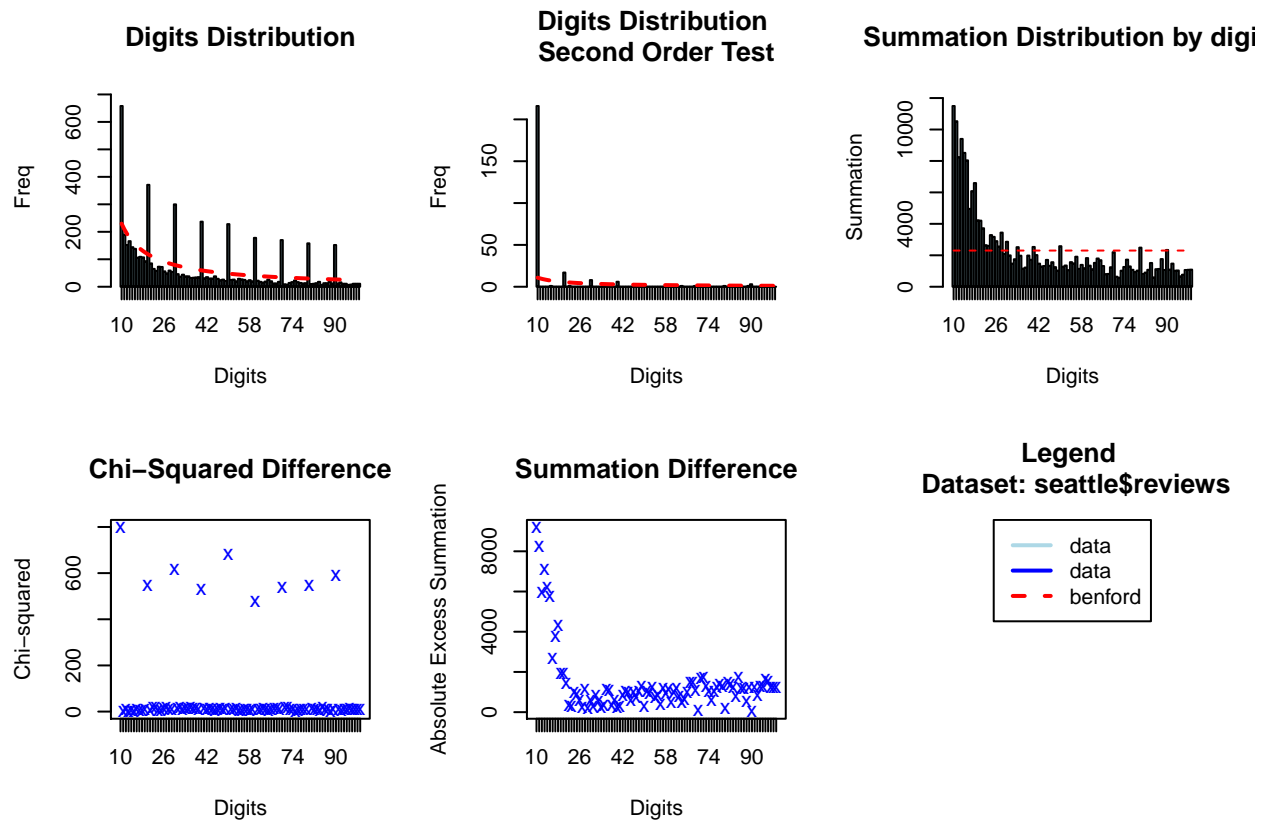 Digits Distribution
Freq
0
200
400
600
10 26 42 58 74 90
Digits
Digits Distribution
Second Order Test
Freq
0
50
150
10 26 42 58 74 90
Digits
Summation Distribution by digi
Summation
0
4000
10000
10 26 42 58 74 90
Digits
Chi−Squared Difference
Chi−squared
0
200
600
10 26 42 58 74 90
Digits
Summation Difference
Absolute Excess Summation
0
4000
8000
10 26 42 58 74 90
Digits
Legend
Dataset: seattle$reviews
data
data
benford